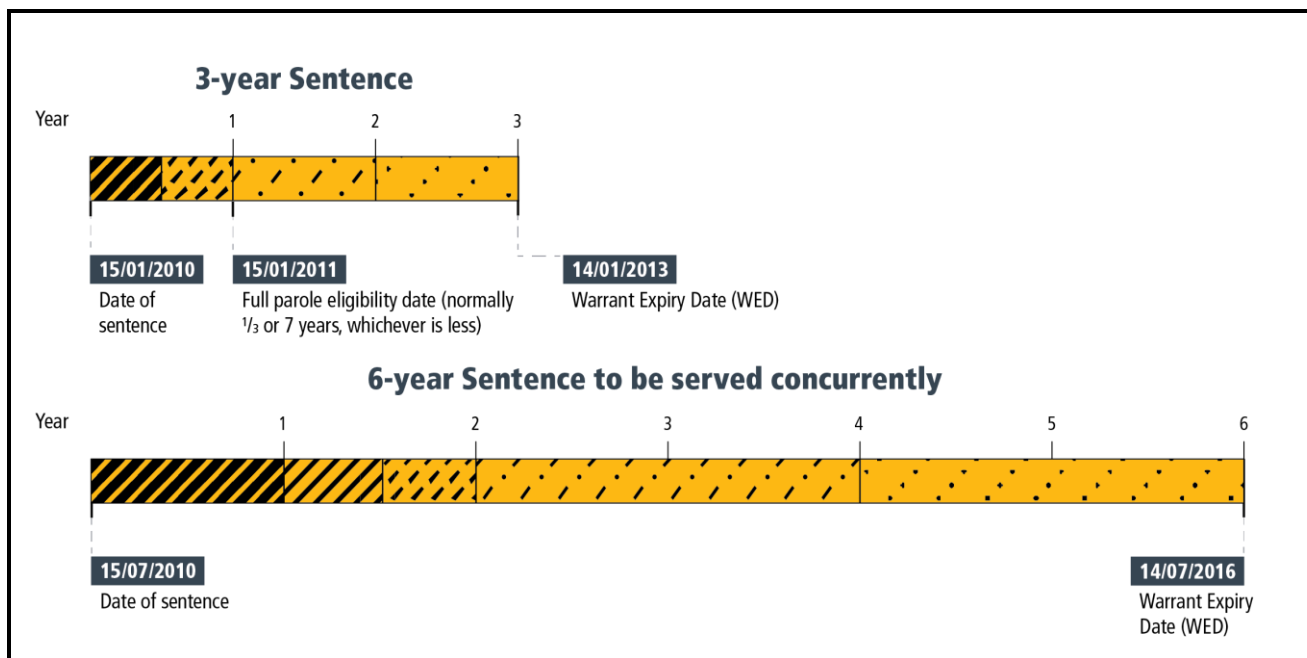 3-year Sentence
Year 1 2 3
15/01/2010 15/01/2011 14/01/2013
Date of Full parole eligibility date (normally Warrant Expiry Date (WED)
sentence ¹/₃ or 7 years, whichever is less)
6-year Sentence to be served concurrently
Year 1 2 3 4 5 6
15/07/2010 14/07/2016
Date of sentence Warrant Expiry
Date (WED)